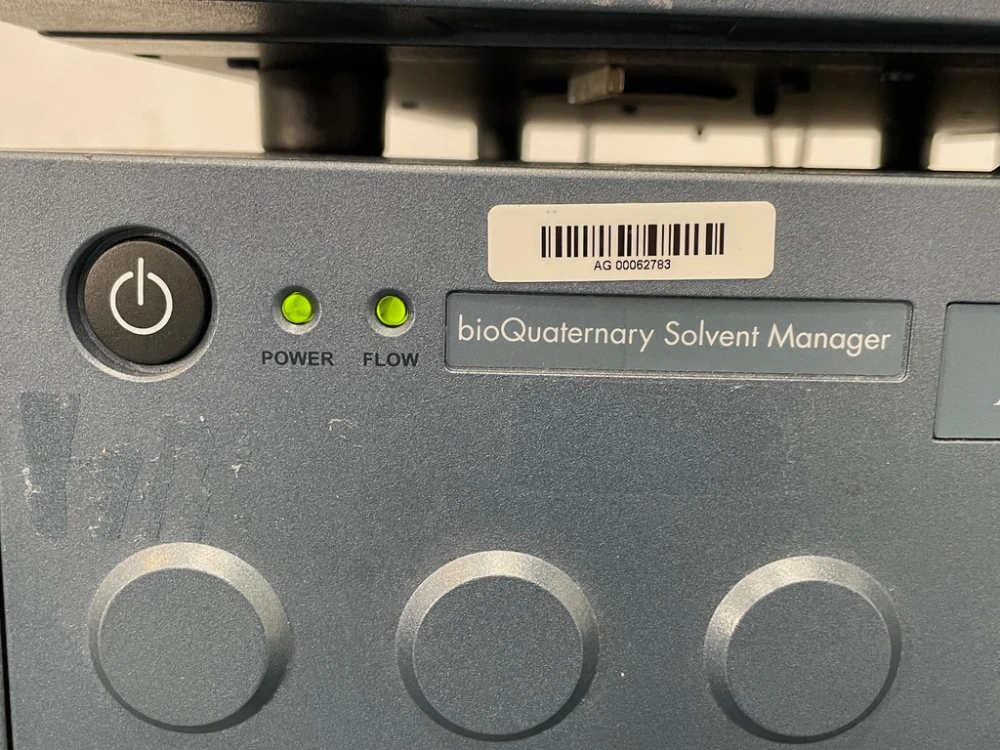 AG 00062783
POWER FLOW
bioQuaternary Solvent Manager